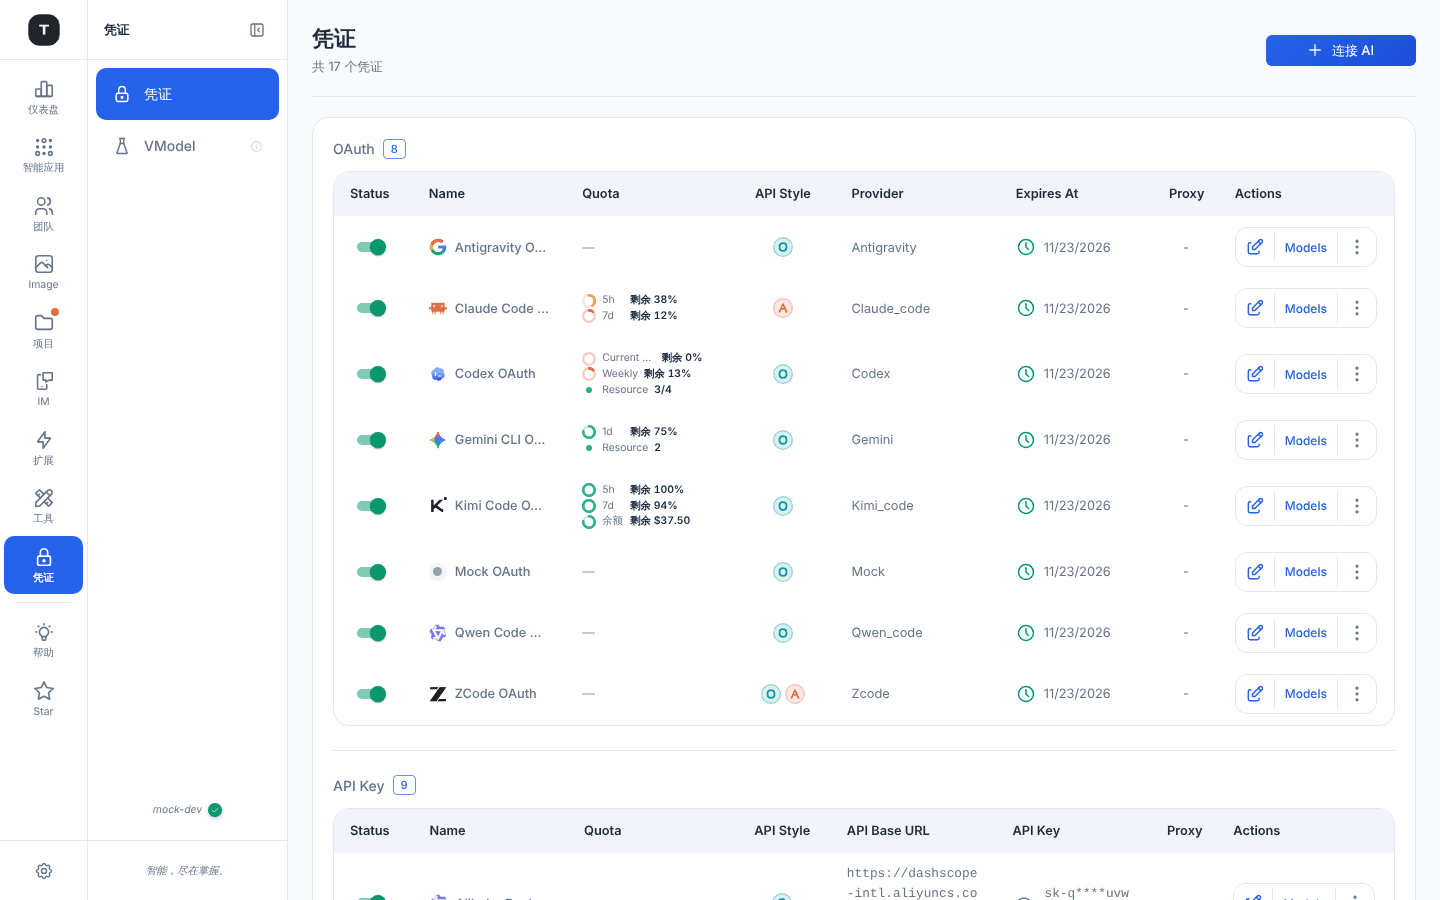 T
凭证
仪表盘
智能应用
团队
Image
项目
IM
扩展
工具
凭证
帮助
Star
凭证
VModel
mock-dev
智能，尽在掌握。
凭证
共 17 个凭证
连接 AI
OAuth 8
Status Name Quota API Style Provider Expires At Proxy Actions
Antigravity O... — O Antigravity 11/23/2026 - Models
Claude Code ... A Claude_code 11/23/2026 - Models
5h 剩余 38%
7d 剩余 12%
Codex OAuth O Codex 11/23/2026 - Models
Current ... 剩余 0%
Weekly 剩余 13%
Resource 3/4
Gemini CLI O... O Gemini 11/23/2026 - Models
1d 剩余 75%
Resource 2
Kimi Code O... O Kimi_code 11/23/2026 - Models
5h 剩余 100%
7d 剩余 94%
余额 剩余 $37.50
Mock OAuth — O Mock 11/23/2026 - Models
Qwen Code ... — O Qwen_code 11/23/2026 - Models
ZCode OAuth — O A Zcode 11/23/2026 - Models
API Key 9
Status Name Quota API Style API Base URL API Key Proxy Actions
https://dashscope
-intl.aliyuncs.co
sk-q****uvw